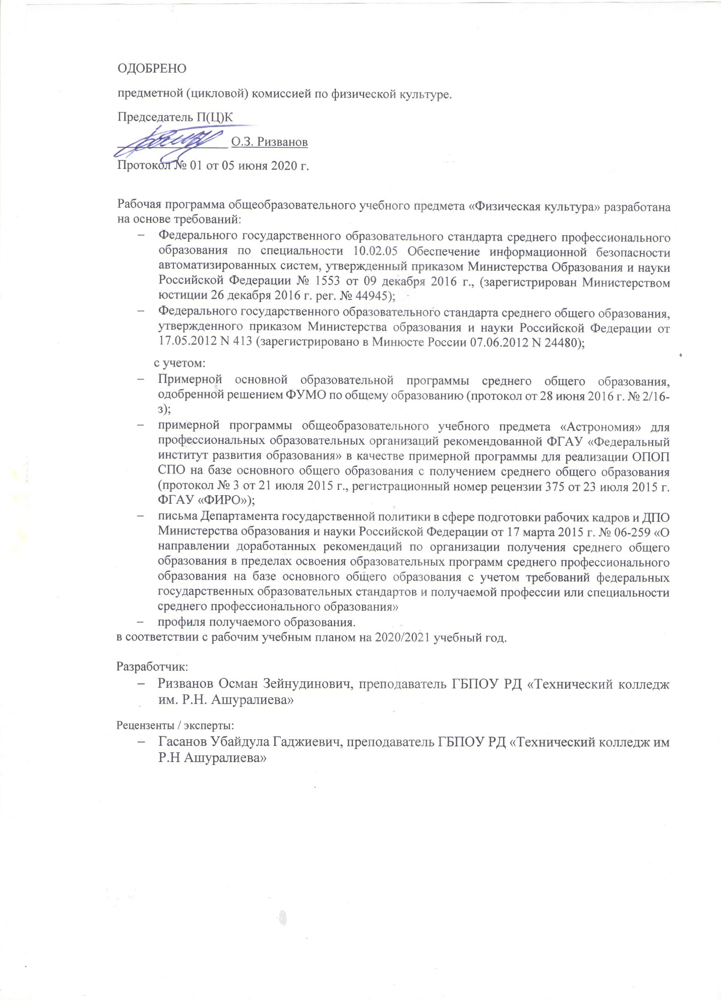 ОДОБРЕНО
предметной (цикловой) комиссией по физической культуре.
Председатель П(Ц)К
_________________ О.З. Ризванов
Протокол № 01 от 05 июня 2020 г.
Рабочая программа общеобразовательного учебного предмета «Физическая культура» разработана
на основе требований:
– Федерального государственного образовательного стандарта среднего профессионального
образования по специальности 10.02.05 Обеспечение информационной безопасности
автоматизированных систем, утвержденный приказом Министерства Образования и науки
Российской Федерации № 1553 от 09 декабря 2016 г., (зарегистрирован Министерством
юстиции 26 декабря 2016 г. рег. № 44945);
– Федерального государственного образовательного стандарта среднего общего образования,
утвержденного приказом Министерства образования и науки Российской Федерации от
17.05.2012 N 413 (зарегистрировано в Минюсте России 07.06.2012 N 24480);
с учетом:
– Примерной основной образовательной программы среднего общего образования,
одобренной решением ФУМО по общему образованию (протокол от 28 июня 2016 г. № 2/16-
з);
– примерной программы общеобразовательного учебного предмета «Астрономия» для
профессиональных образовательных организаций рекомендованной ФГАУ «Федеральный
институт развития образования» в качестве примерной программы для реализации ОПОП
СПО на базе основного общего образования с получением среднего общего образования
(протокол № 3 от 21 июля 2015 г., регистрационный номер рецензии 375 от 23 июля 2015 г.
ФГАУ «ФИРО»);
– письма Департамента государственной политики в сфере подготовки рабочих кадров и ДПО
Министерства образования и науки Российской Федерации от 17 марта 2015 г. № 06-259 «О
направлении доработанных рекомендаций по организации получения среднего общего
образования в пределах освоения образовательных программ среднего профессионального
образования на базе основного общего образования с учетом требований федеральных
государственных образовательных стандартов и получаемой профессии или специальности
среднего профессионального образования»
– профиля получаемого образования.
в соответствии с рабочим учебным планом на 2020/2021 учебный год.
Разработчик:
– Ризванов Осман Зейнудинович, преподаватель ГБПОУ РД «Технический колледж
им. Р.Н. Ашуралиева»
Рецензенты / эксперты:
– Гасанов Убайдула Гаджиевич, преподаватель ГБПОУ РД «Технический колледж им
Р.Н Ашуралиева»